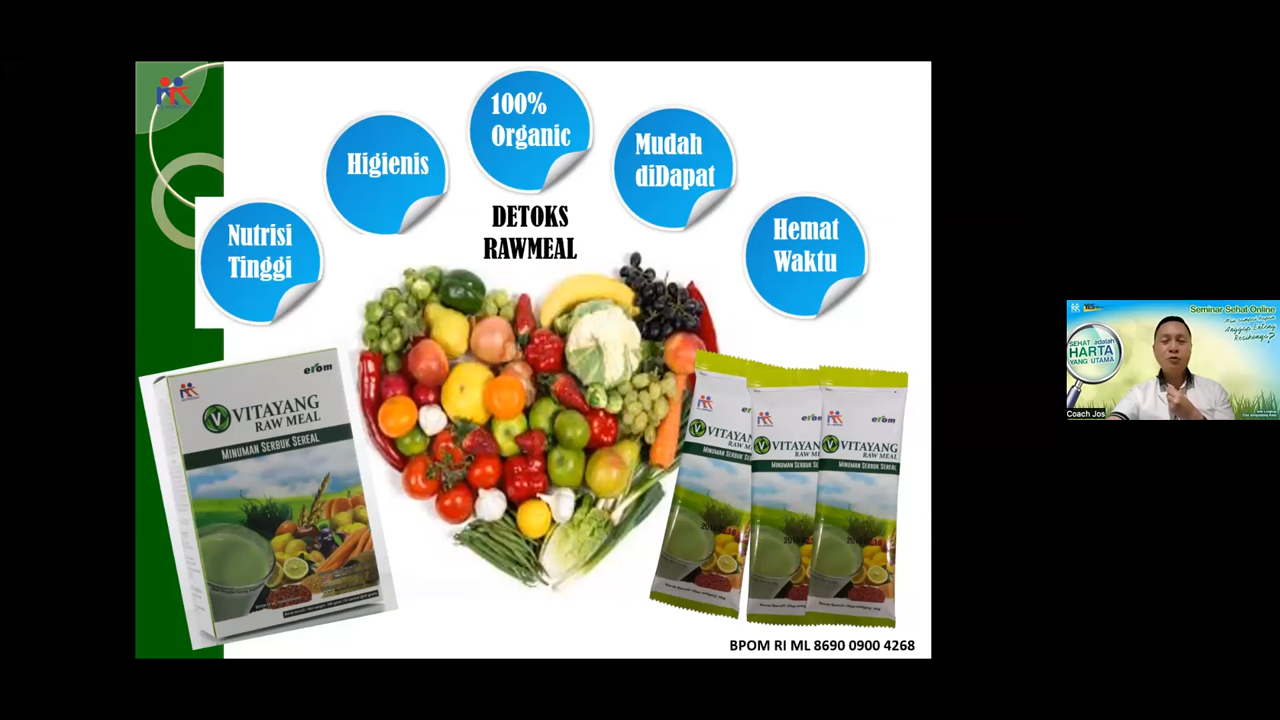 100%
Organic
Higienis
Mudah
diDapat
Nutrisi
Tinggi
Hemat
Waktu
DETOKS
RAWMEAL
erom
VITAYANG
RAW MEAL
MINUMAN SERBUK SEREAL
erom
VITAYANG
RAW MEAL
MINUMAN SERBUK SEREAL
BPOM RI ML 8690 0900 4268
YES
Seminar Sehat Online
SEHAT adalah
HARTA
YANG UTAMA
Coach Jos